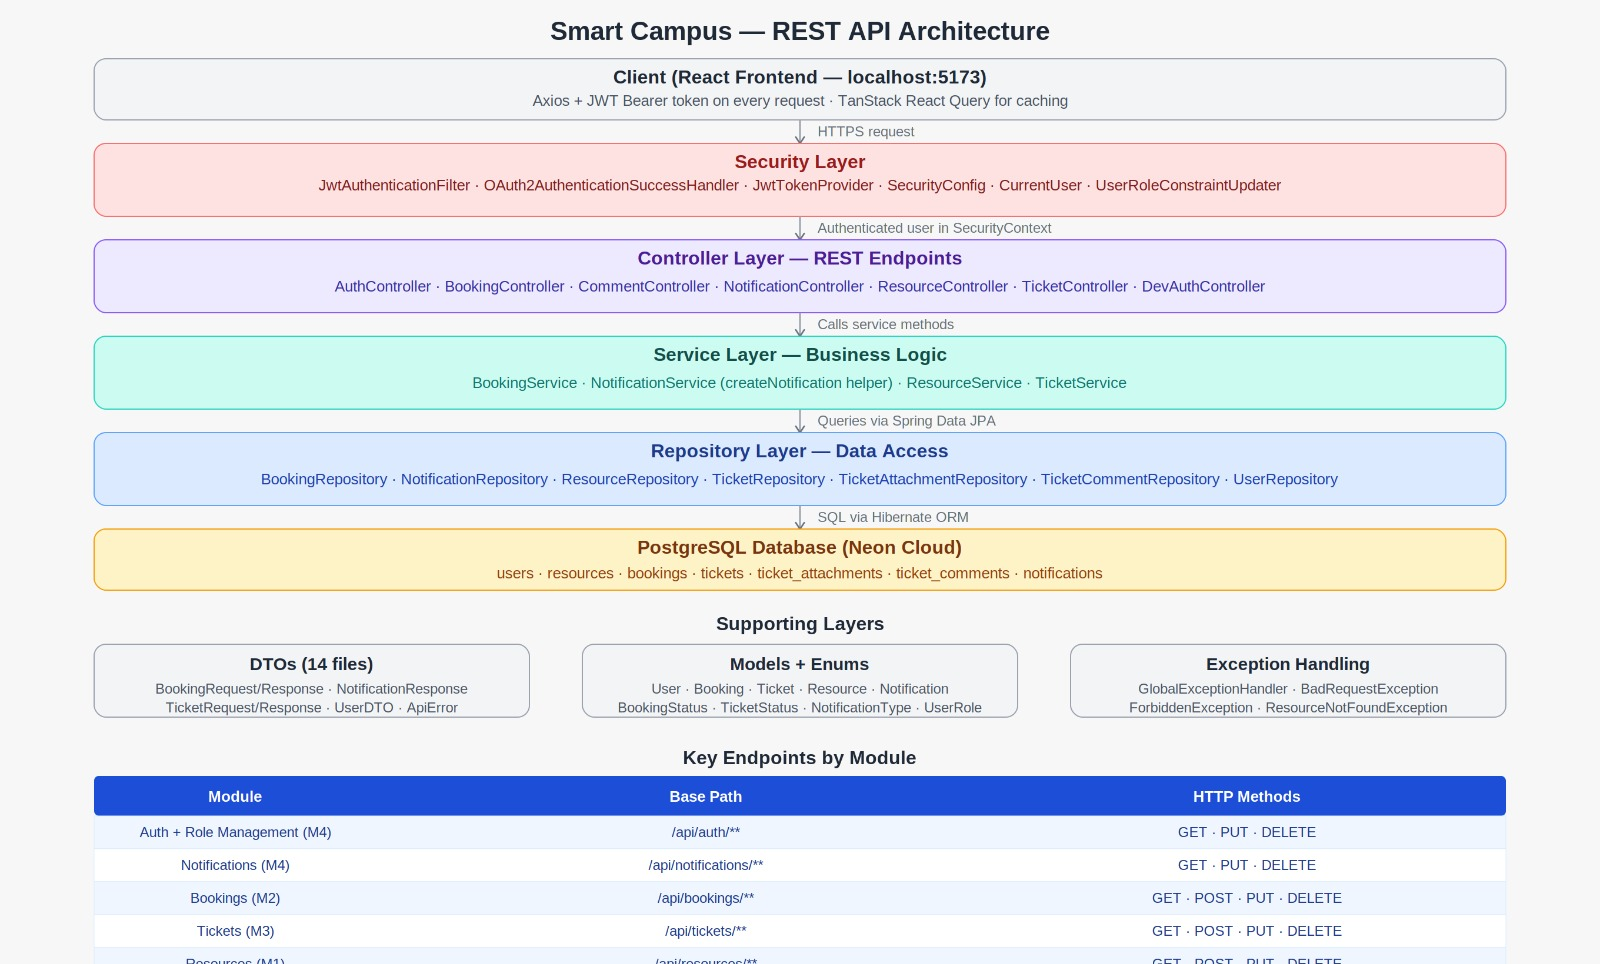 Smart Campus — REST API Architecture
Client (React Frontend — localhost:5173)
Axios + JWT Bearer token on every request · TanStack React Query for caching
HTTPS request
Security Layer
JwtAuthenticationFilter · OAuth2AuthenticationSuccessHandler · JwtTokenProvider · SecurityConfig · CurrentUser · UserRoleConstraintUpdater
Authenticated user in SecurityContext
Controller Layer — REST Endpoints
AuthController · BookingController · CommentController · NotificationController · ResourceController · TicketController · DevAuthController
Calls service methods
Service Layer — Business Logic
BookingService · NotificationService (createNotification helper) · ResourceService · TicketService
Queries via Spring Data JPA
Repository Layer — Data Access
BookingRepository · NotificationRepository · ResourceRepository · TicketRepository · TicketAttachmentRepository · TicketCommentRepository · UserRepository
SQL via Hibernate ORM
PostgreSQL Database (Neon Cloud)
users · resources · bookings · tickets · ticket_attachments · ticket_comments · notifications
Supporting Layers
DTOs (14 files)
BookingRequest/Response · NotificationResponse
TicketRequest/Response · UserDTO · ApiError
Models + Enums
User · Booking · Ticket · Resource · Notification
BookingStatus · TicketStatus · NotificationType · UserRole
Exception Handling
GlobalExceptionHandler · BadRequestException
ForbiddenException · ResourceNotFoundException
Key Endpoints by Module
Module Base Path HTTP Methods
Auth + Role Management (M4) /api/auth/** GET · PUT · DELETE
Notifications (M4) /api/notifications/** GET · PUT · DELETE
Bookings (M2) /api/bookings/** GET · POST · PUT · DELETE
Tickets (M3) /api/tickets/** GET · POST · PUT · DELETE
Resources (M1) /api/resources/** GET · POST · PUT · DELETE